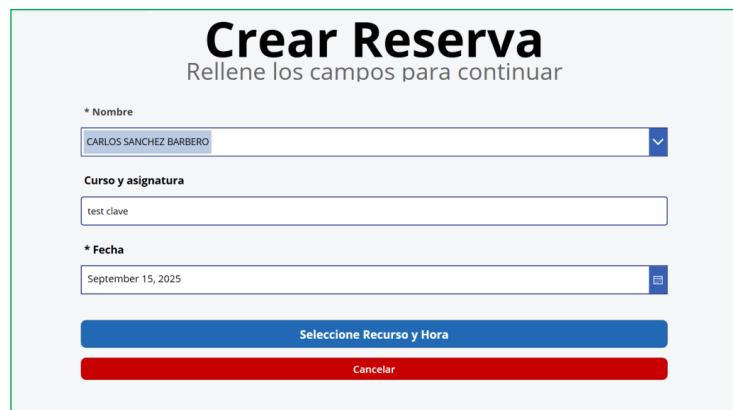 Crear Reserva
Rellene los campos para continuar
* Nombre
CARLOS SANCHEZ BARBERO
Curso y asignatura
test clave
* Fecha
September 15, 2025
Seleccione Recurso y Hora
Cancelar